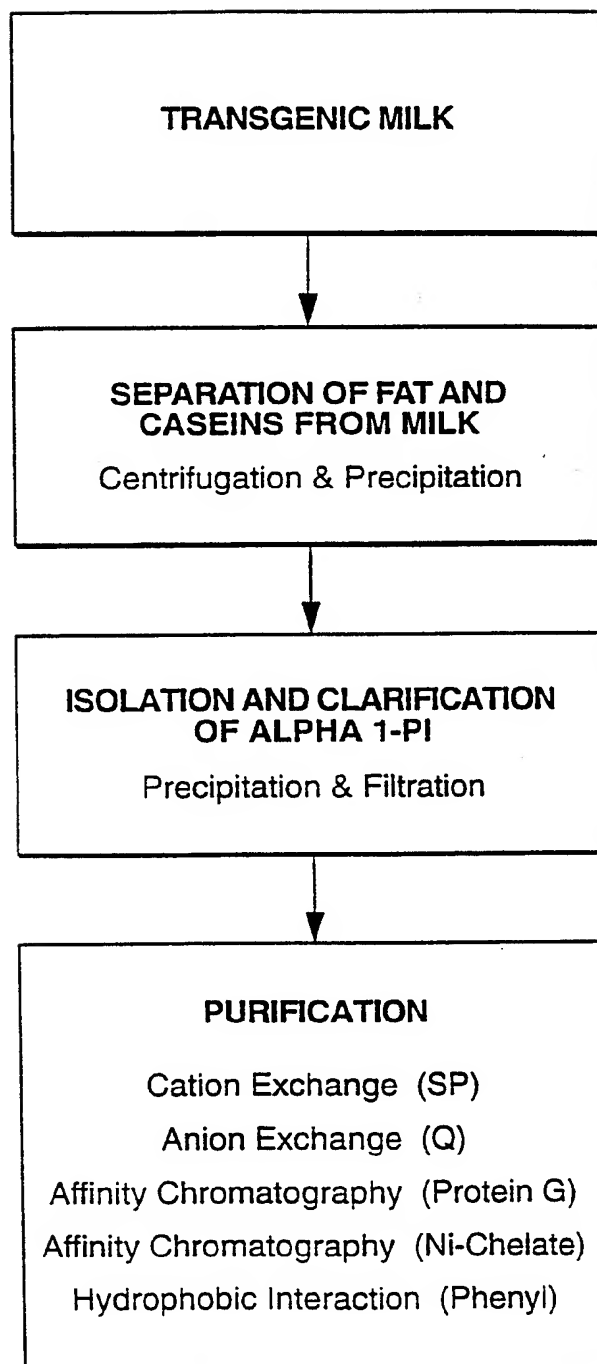 TRANSGENIC MILK
SEPARATION OF FAT AND
CASEINS FROM MILK
Centrifugation & Precipitation
ISOLATION AND CLARIFICATION
OF ALPHA 1-PI
Precipitation & Filtration
PURIFICATION
Cation Exchange (SP)
Anion Exchange (Q)
Affinity Chromatography (Protein G)
Affinity Chromatography (Ni-Chelate)
Hydrophobic Interaction (Phenyl)